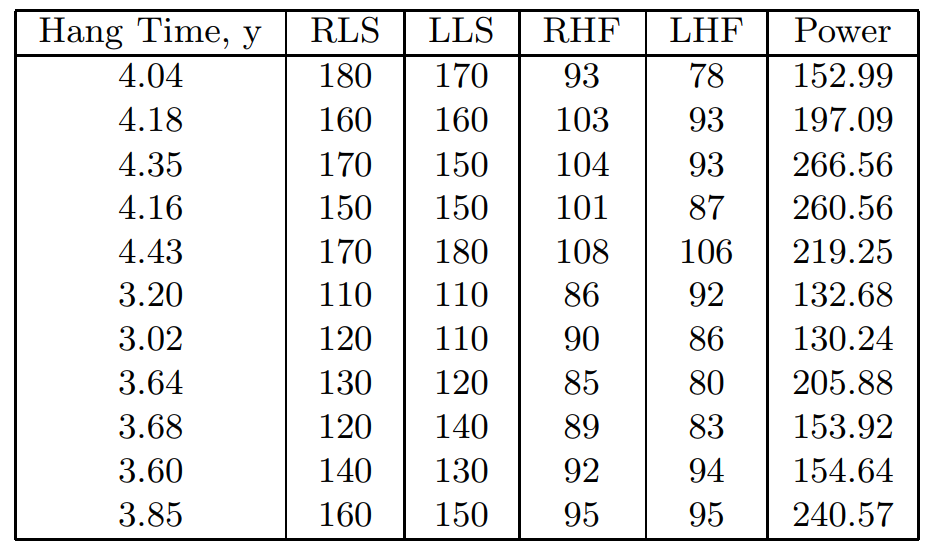 Hang Time, y RLS LLS RHF LHF Power
4.04 180 170 93 78 152.99
4.18 160 160 103 93 197.09
4.35 170 150 104 93 266.56
4.16 150 150 101 87 260.56
4.43 170 180 108 106 219.25
3.20 110 110 86 92 132.68
3.02 120 110 90 86 130.24
3.64 130 120 85 80 205.88
3.68 120 140 89 83 153.92
3.60 140 130 92 94 154.64
3.85 160 150 95 95 240.57